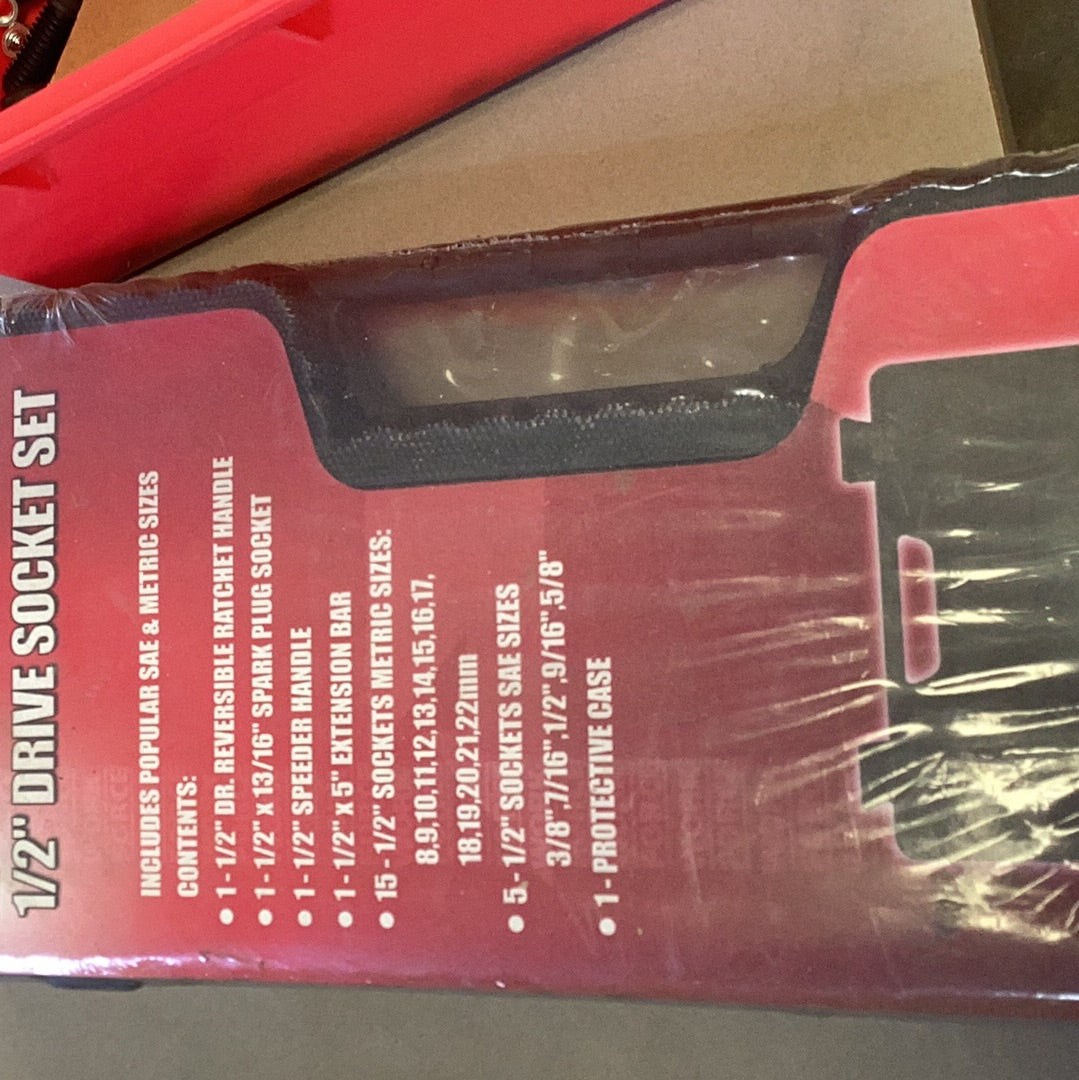 1/2" DRIVE SOCKET SET
INCLUDES POPULAR SAE & METRIC SIZES
CONTENTS:
• 1 - 1/2" DR. REVERSIBLE RATCHET HANDLE
• 1 - 1/2" x 13/16" SPARK PLUG SOCKET
• 1 - 1/2" SPEEDER HANDLE
• 1 - 1/2" X 5" EXTENSION BAR
• 15 - 1/2" SOCKETS METRIC SIZES:
8,9,10,11,12,13,14,15,16,17,
18,19,20,21,22mm
• 5 - 1/2" SOCKETS SAE SIZES
3/8",7/16",1/2",9/16",5/8"
• 1 - PROTECTIVE CASE